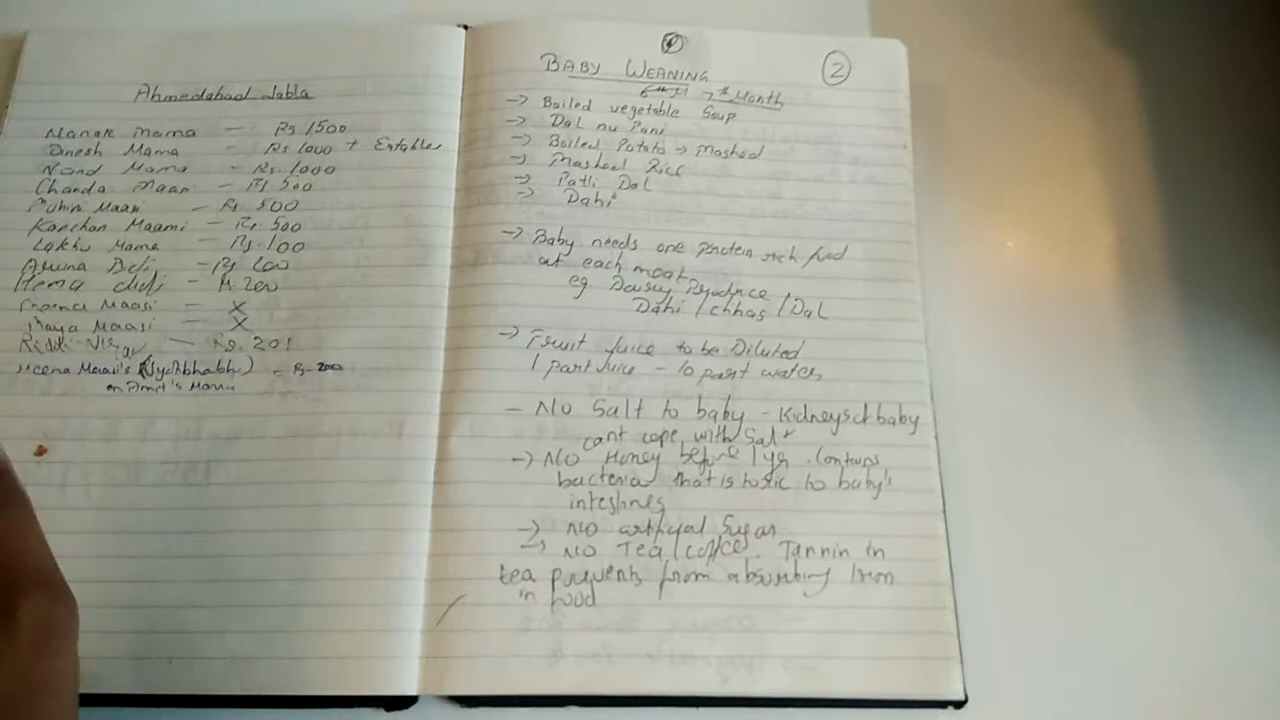 Ahmedabad Jabla
Nanak Mama - Rs 1500
Dinesh Mama - Rs 1000 + Eatables
Nand Mama - Rs. 1000
Chanda Maasi - Rs 500
Maasi - Rs 500
Kanchan Maami - Rs. 500
Lakhu Mama - Rs. 100
Aruna Didi - Rs 100
Hema didi - Rs 200
Maasi = X
Maya Maasi = X
Riddhi - Rs. 201
Meena Maasi's - Rs 200
on Amit's
2
BABY WEANING
7th Month
-> Boiled vegetable Soup
-> Dal nu Pani
-> Boiled Potato -> mashed
-> Mashed Rice
-> Patli Dal
-> Dahi
-> Baby needs one protein rich food
at each meal
eg Dairy Produce /
Dahi / chhas / Dal
-> Fruit Juice to be Diluted
1 part Juice - 10 part water
- No Salt to baby - Kidneys of baby
cant cope with Salt
-> No Honey before 1 yr. Contains
bacteria that is toxic to baby's
intestines
-> No artificial Sugar
-> No Tea / Coffee. Tannin in
tea prevents from absorbing Iron
in food